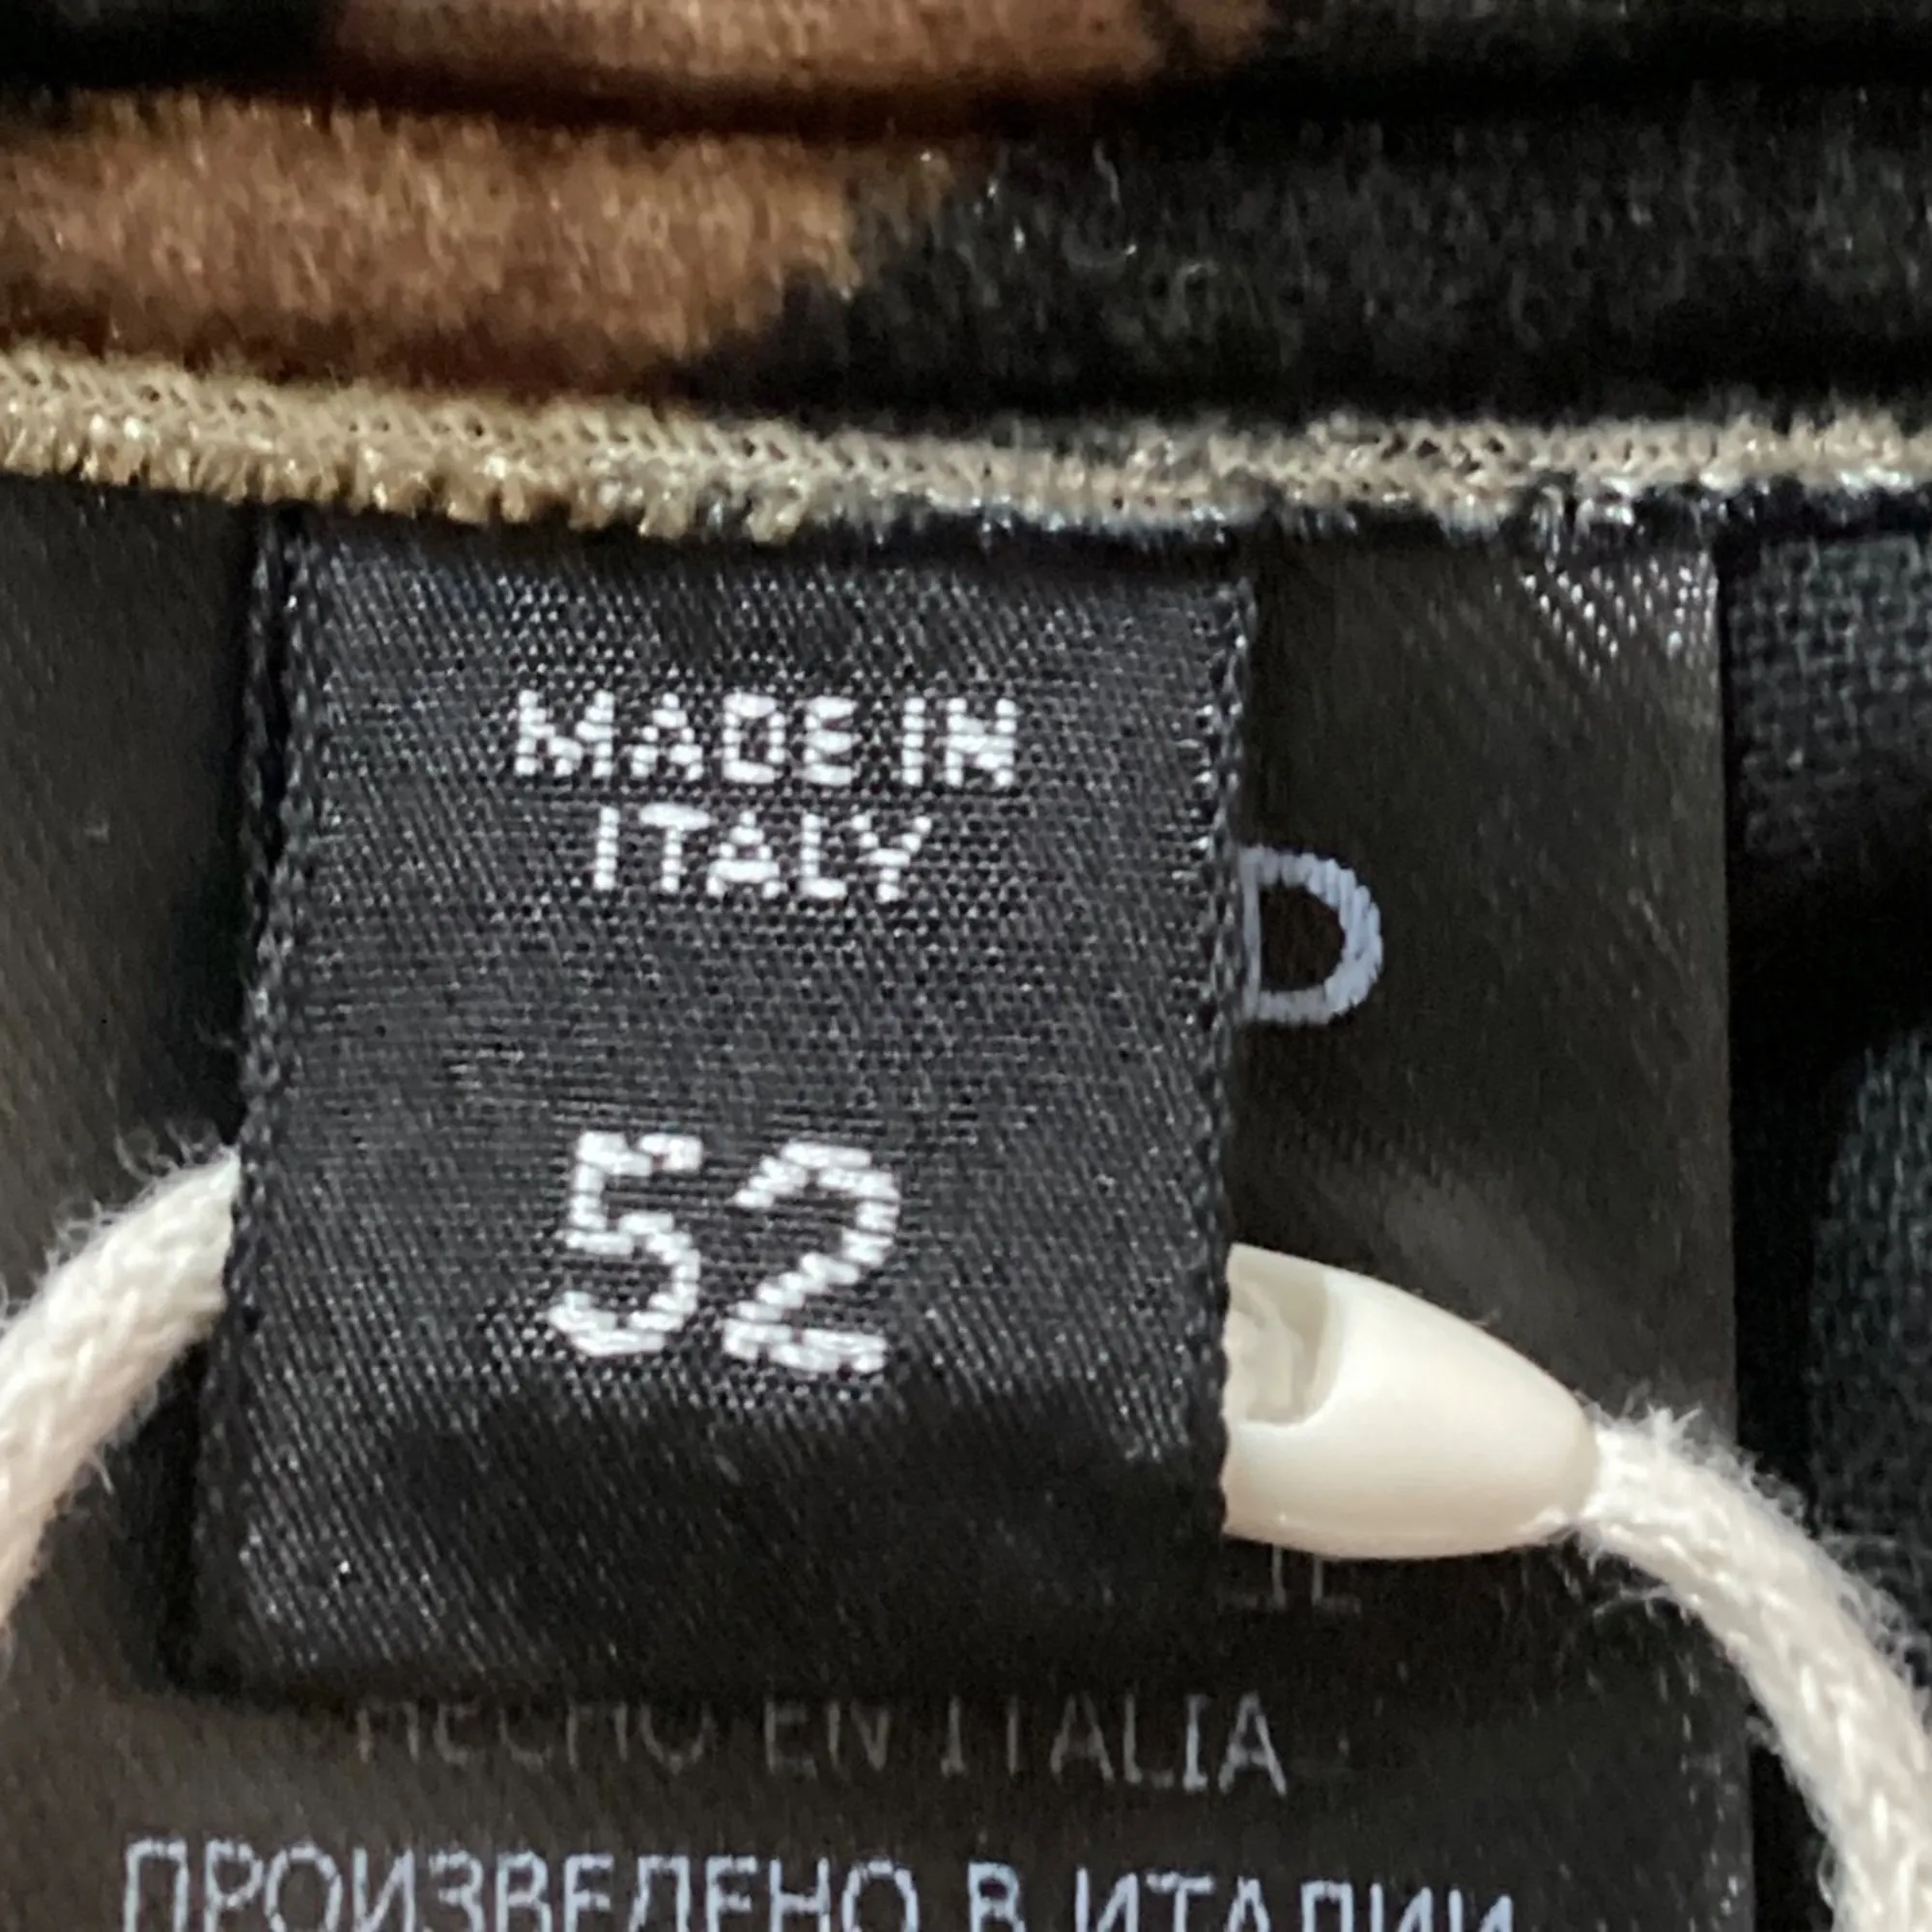 MADE IN
ITALY
D
52
HECHO EN ITALIA
ПРОИЗВЕДЕНО В ИТАЛИИ